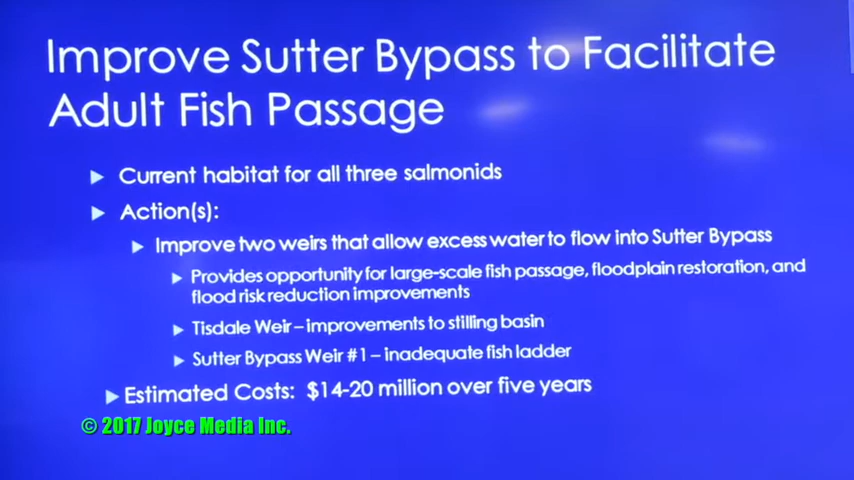 Improve Sutter Bypass to Facilitate
Adult Fish Passage
Current habitat for all three salmonids
Action(s):
Improve two weirs that allow excess water to flow into Sutter Bypass
Provides opportunity for large-scale fish passage, floodplain restoration, and
flood risk reduction improvements
Tisdale Weir – improvements to stilling basin
Sutter Bypass Weir #1 – inadequate fish ladder
Estimated Costs: $14-20 million over five years
© 2017 Joyce Media Inc.